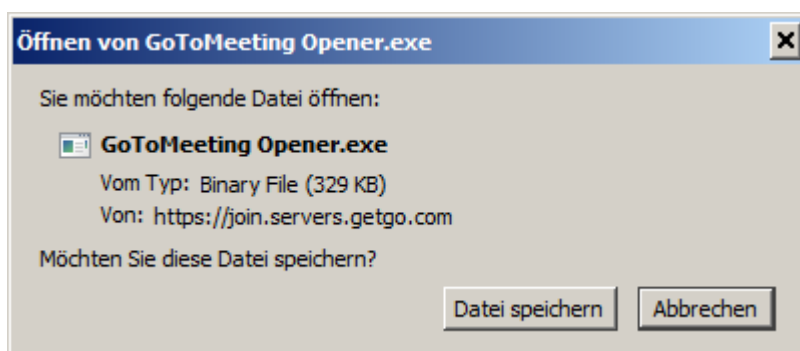 Öffnen von GoToMeeting Opener.exe
Sie möchten folgende Datei öffnen:
GoToMeeting Opener.exe
Vom Typ: Binary File (329 KB)
Von: https://join.servers.getgo.com
Möchten Sie diese Datei speichern?
Datei speichern Abbrechen